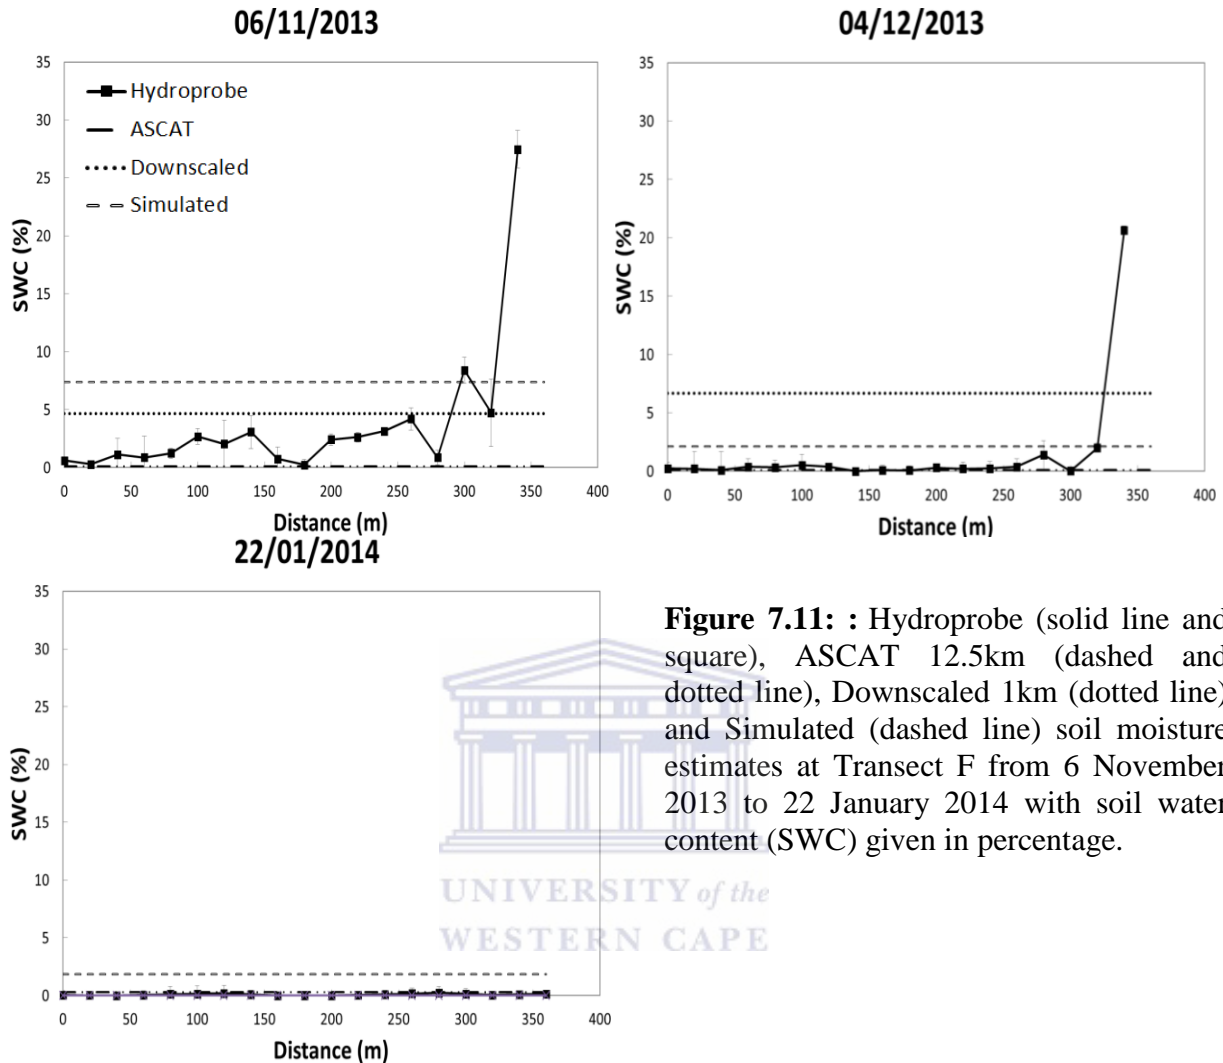 06/11/2013
35
30
25
20
15
10
5
0
SWC (%)
Hydroprobe
ASCAT
Downscaled
Simulated
0 50 100 150 200 250 300 350 400
Distance (m)
04/12/2013
35
30
25
20
15
10
5
0
SWC (%)
0 50 100 150 200 250 300 350 400
Distance (m)
22/01/2014
35
30
25
20
15
10
5
0
SWC (%)
0 50 100 150 200 250 300 350 400
Distance (m)
Figure 7.11: : Hydroprobe (solid line and
square), ASCAT 12.5km (dashed and
dotted line), Downscaled 1km (dotted line)
and Simulated (dashed line) soil moisture
estimates at Transect F from 6 November
2013 to 22 January 2014 with soil water
content (SWC) given in percentage.
UNIVERSITY of the
WESTERN CAPE